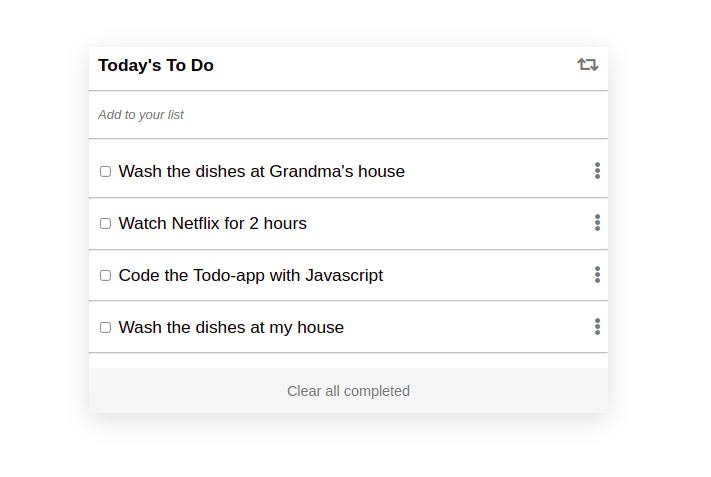 Today's To Do
Add to your list
Wash the dishes at Grandma's house
Watch Netflix for 2 hours
Code the Todo-app with Javascript
Wash the dishes at my house
Clear all completed